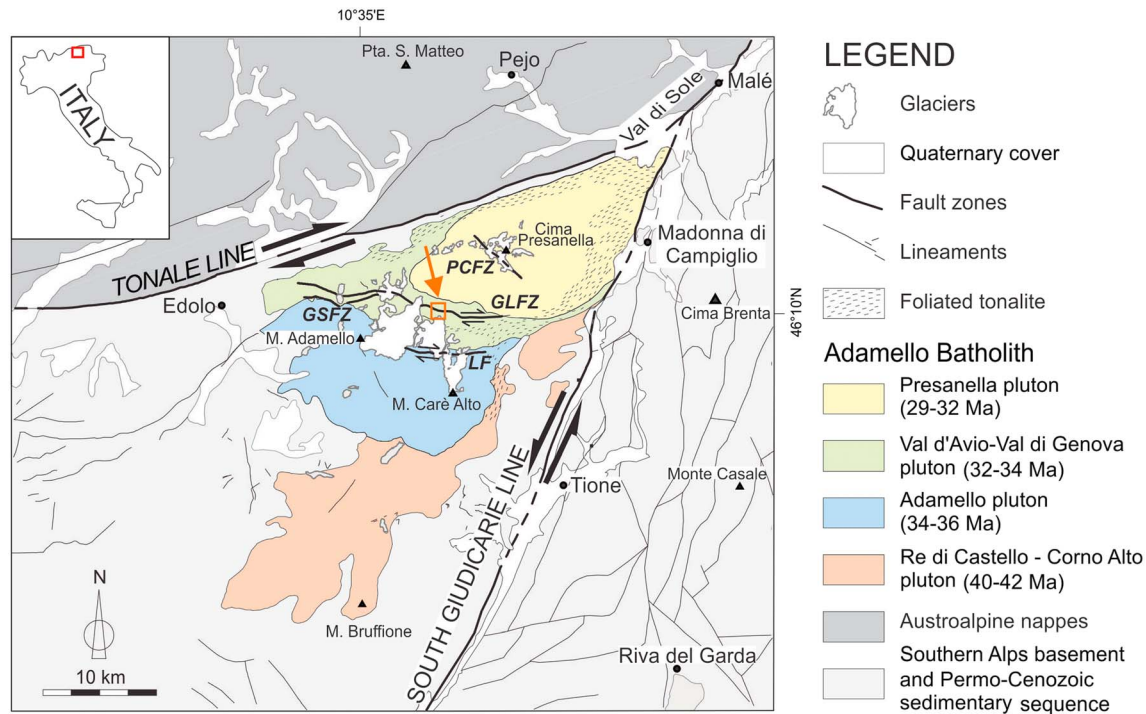 10°35'E
ITALY
Pta. S. Matteo
Pejo
Malé
Val di Sole
Cima
Presanella
Madonna di
Campiglio
PCFZ
TONALE LINE
GLFZ
Edolo
GSFZ
Cima Brenta
46°10'N
M. Adamello
LF
M. Carè Alto
Monte Casale
Tione
SOUTH GIUDICARIE LINE
N
M. Bruffione
10 km
Riva del Garda
LEGEND
Glaciers
Quaternary cover
Fault zones
Lineaments
Foliated tonalite
Adamello Batholith
Presanella pluton
(29-32 Ma)
Val d'Avio-Val di Genova
pluton (32-34 Ma)
Adamello pluton
(34-36 Ma)
Re di Castello - Corno Alto
pluton (40-42 Ma)
Austroalpine nappes
Southern Alps basement
and Permo-Cenozoic
sedimentary sequence